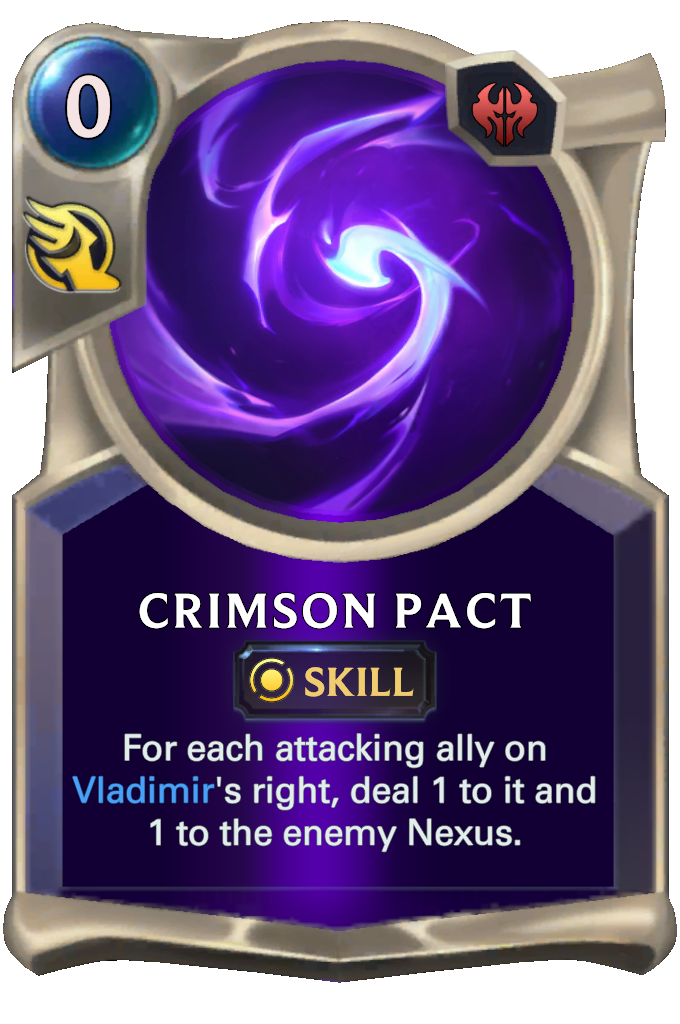 0
CRIMSON PACT
SKILL
For each attacking ally on
Vladimir's right, deal 1 to it and
1 to the enemy Nexus.